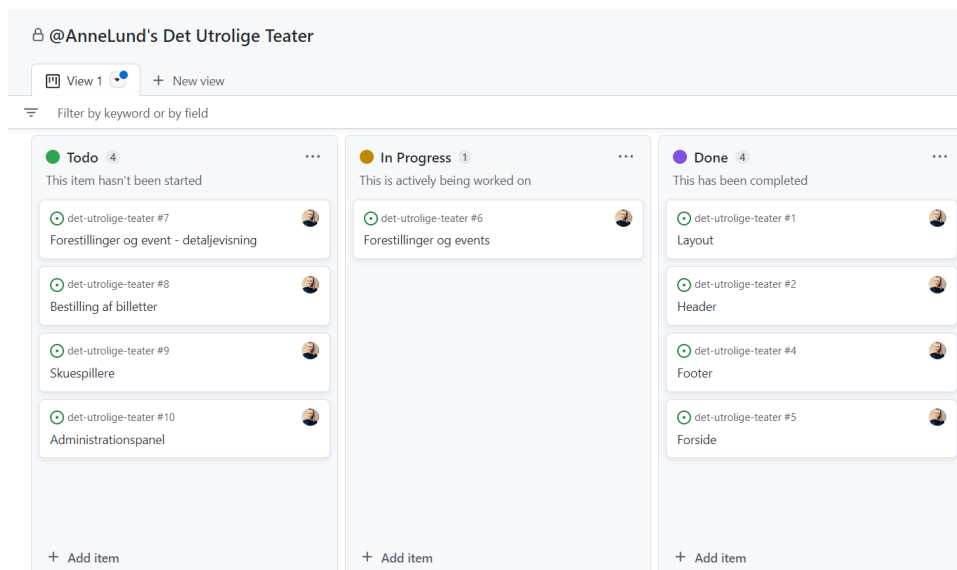 @AnneLund's Det Utrolige Teater
View 1
New view
Filter by keyword or by field
Todo 4
This item hasn't been started
det-utrolige-teater #7
Forestillinger og event - detaljevisning
det-utrolige-teater #8
Bestilling af billetter
det-utrolige-teater #9
Skuespillere
det-utrolige-teater #10
Administrationspanel
+ Add item
In Progress 1
This is actively being worked on
det-utrolige-teater #6
Forestillinger og events
+ Add item
Done 4
This has been completed
det-utrolige-teater #1
Layout
det-utrolige-teater #2
Header
det-utrolige-teater #4
Footer
det-utrolige-teater #5
Forside
+ Add item